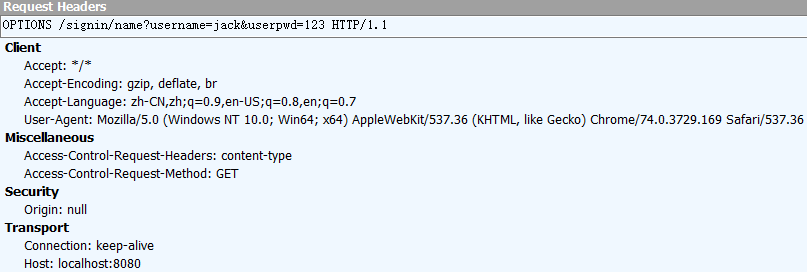 Request Headers
OPTIONS /signin/name?username=jack&userpwd=123 HTTP/1.1
Client
Accept: */*
Accept-Encoding: gzip, deflate, br
Accept-Language: zh-CN,zh;q=0.9,en-US;q=0.8,en;q=0.7
User-Agent: Mozilla/5.0 (Windows NT 10.0; Win64; x64) AppleWebKit/537.36 (KHTML, like Gecko) Chrome/74.0.3729.169 Safari/537.36
Miscellaneous
Access-Control-Request-Headers: content-type
Access-Control-Request-Method: GET
Security
Origin: null
Transport
Connection: keep-alive
Host: localhost:8080